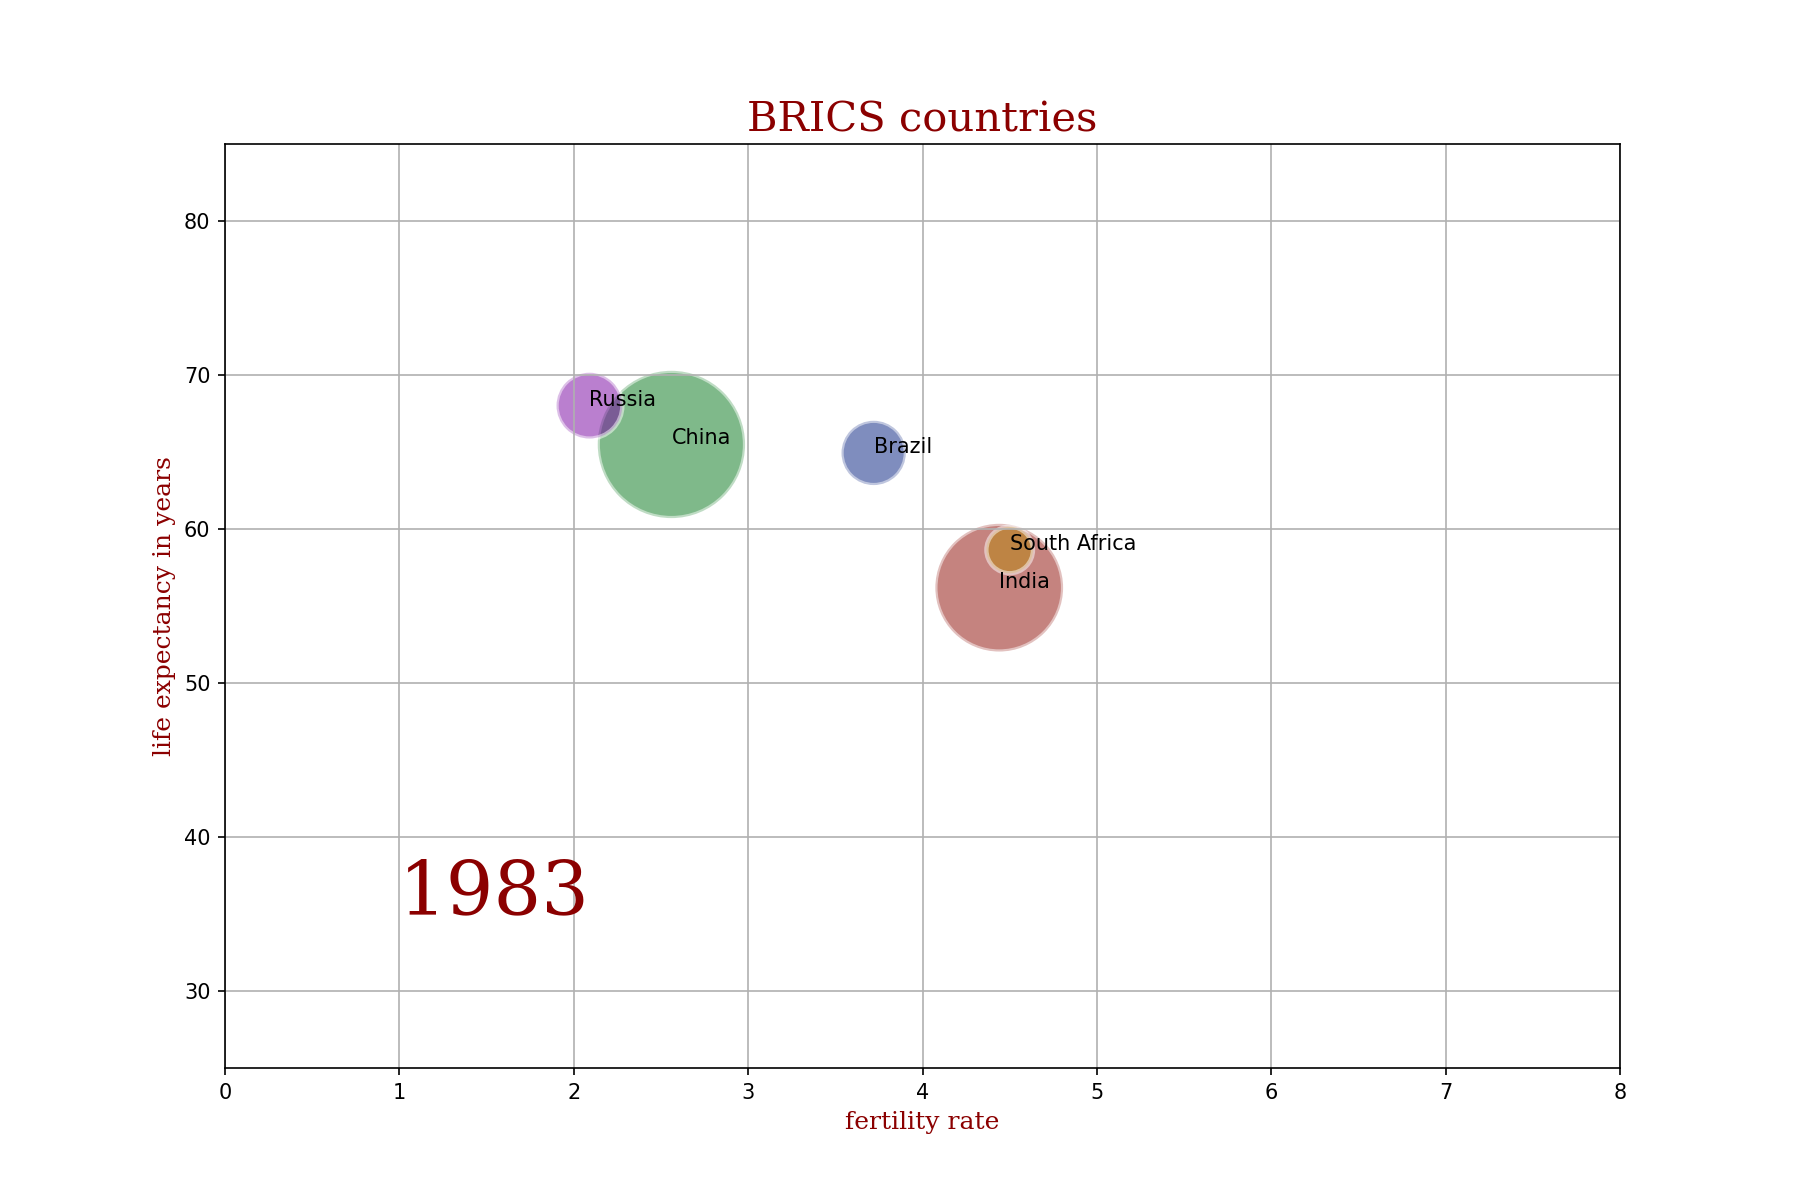 BRICS countries
80
70
60
50
40
30
life expectancy in years
Russia
China
Brazil
South Africa
India
1983
0 1 2 3 4 5 6 7 8
fertility rate